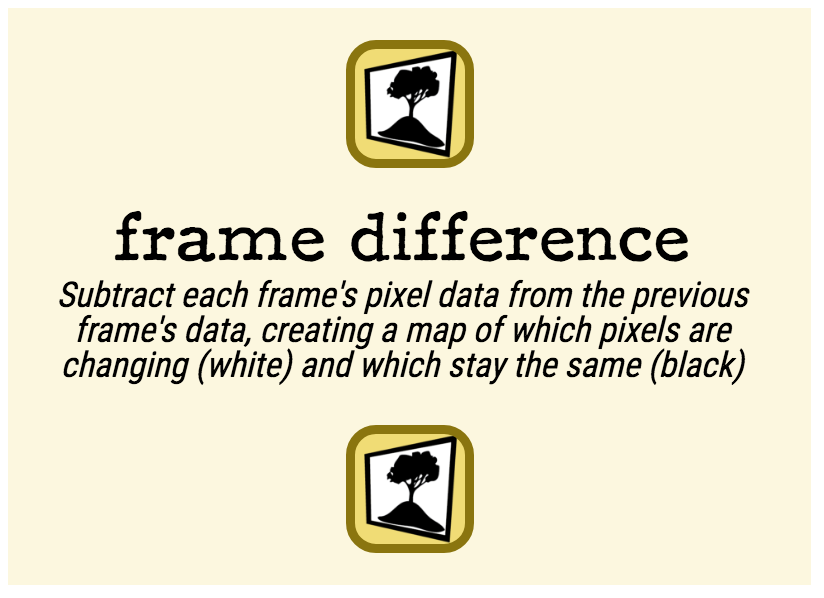 frame difference
Subtract each frame's pixel data from the previous
frame's data, creating a map of which pixels are
changing (white) and which stay the same (black)